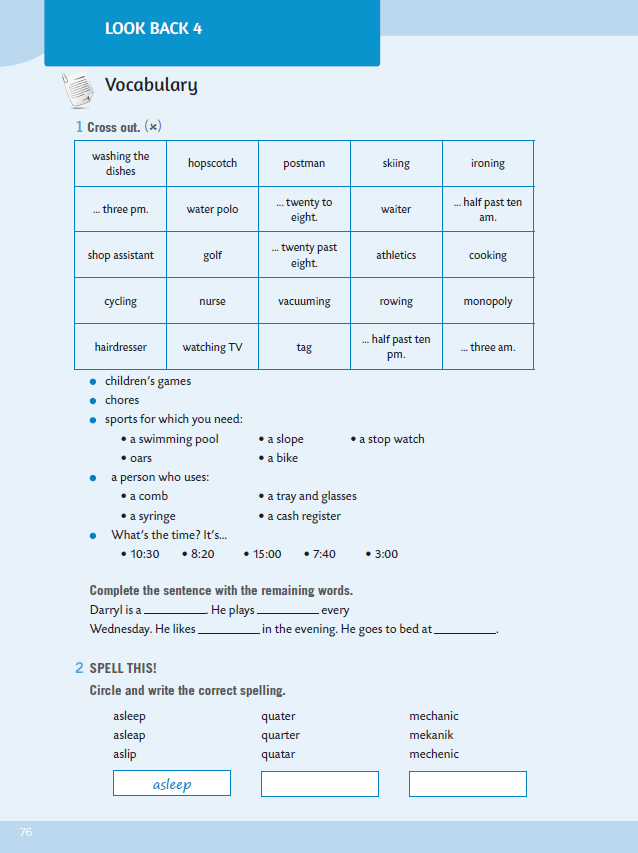 LOOK BACK 4
Vocabulary
1 Cross out. (×)
washing the dishes hopscotch postman skiing ironing
... three pm. water polo ... twenty to eight. waiter ... half past ten am.
shop assistant golf ... twenty past eight. athletics cooking
cycling nurse vacuuming rowing monopoly
hairdresser watching TV tag ... half past ten pm. ... three am.
• children's games
• chores
• sports for which you need:
• a swimming pool • a slope • a stop watch
• oars • a bike
• a person who uses:
• a comb • a tray and glasses
• a syringe • a cash register
• What's the time? It's...
• 10:30 • 8:20 • 15:00 • 7:40 • 3:00
Complete the sentence with the remaining words.
Darryl is a __________. He plays __________ every
Wednesday. He likes __________ in the evening. He goes to bed at __________.
2 SPELL THIS!
Circle and write the correct spelling.
asleep quater mechanic
asleap quarter mekanik
aslip quatar mechenic
asleep
76